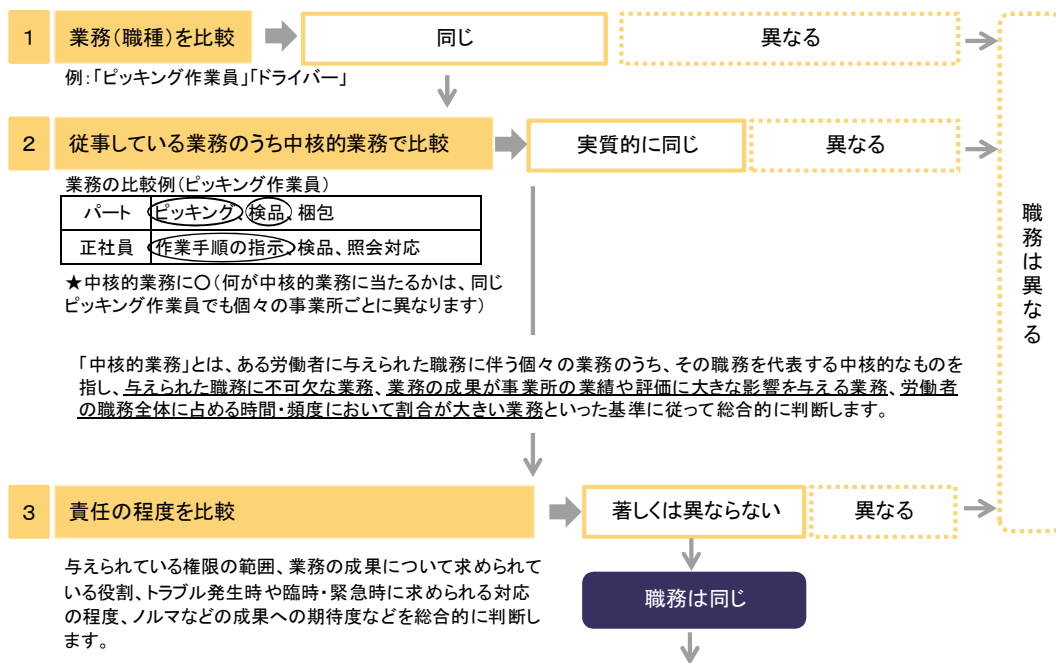 1 業務(職種)を比較 同じ 異なる
例:「ピッキング作業員」「ドライバー」
2 従事している業務のうち中核的業務で比較 実質的に同じ 異なる
業務の比較例(ピッキング作業員)
パート ピッキング、検品、梱包
正社員 作業手順の指示、検品、照会対応
★中核的業務に○(何が中核的業務に当たるかは、同じ
ピッキング作業員でも個々の事業所ごとに異なります)
職務は異なる
「中核的業務」とは、ある労働者に与えられた職務に伴う個々の業務のうち、その職務を代表する中核的なものを
指し、与えられた職務に不可欠な業務、業務の成果が事業所の業績や評価に大きな影響を与える業務、労働者
の職務全体に占める時間・頻度において割合が大きい業務といった基準に従って総合的に判断します。
3 責任の程度を比較 著しくは異ならない 異なる
与えられている権限の範囲、業務の成果について求められて
いる役割、トラブル発生時や臨時・緊急時に求められる対応
の程度、ノルマなどの成果への期待度などを総合的に判断し
ます。
職務は同じ